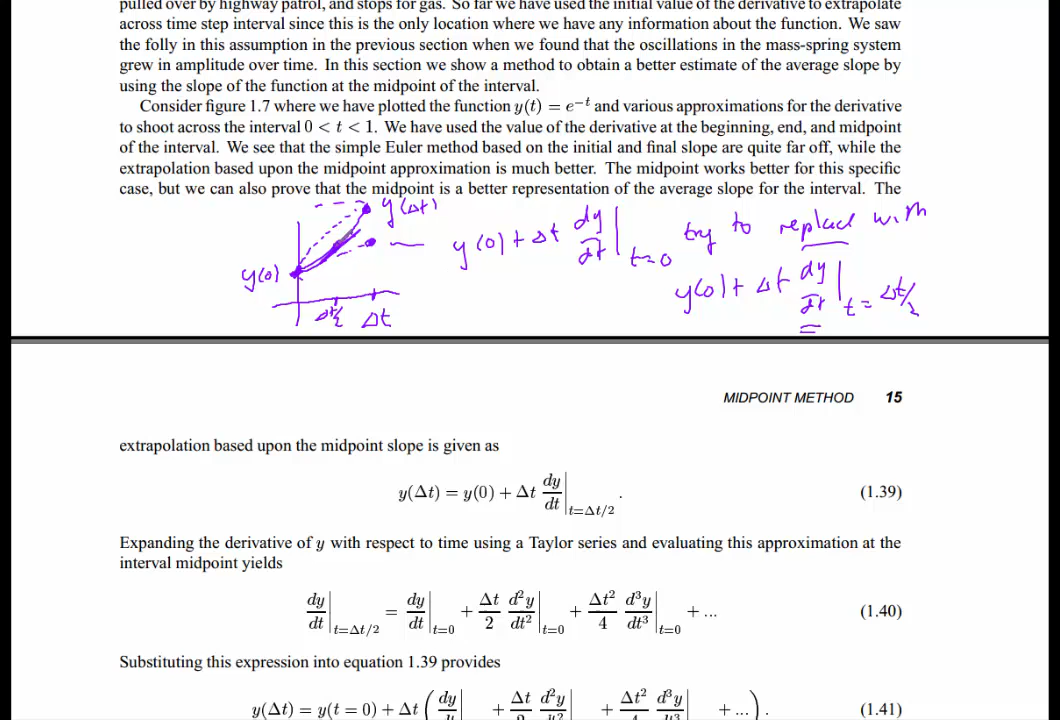 pulled over by highway patrol, and stops for gas. So far we have used the initial value of the derivative to extrapolate
across time step interval since this is the only location where we have any information about the function. We saw
the folly in this assumption in the previous section when we found that the oscillations in the mass-spring system
grew in amplitude over time. In this section we show a method to obtain a better estimate of the average slope by
using the slope of the function at the midpoint of the interval.
Consider figure 1.7 where we have plotted the function y(t) = e^{-t} and various approximations for the derivative
to shoot across the interval 0 < t < 1. We have used the value of the derivative at the beginning, end, and midpoint
of the interval. We see that the simple Euler method based on the initial and final slope are quite far off, while the
extrapolation based upon the midpoint approximation is much better. The midpoint works better for this specific
case, but we can also prove that the midpoint is a better representation of the average slope for the interval. The
y(Δt)
y(0)
Δt/2 Δt
y(0) + Δt dy/dt |t=0
try to replace with
y(0) + Δt dy/dt |t = Δt/2
MIDPOINT METHOD 15
extrapolation based upon the midpoint slope is given as
y(Δt) = y(0) + Δt dy/dt |t=Δt/2 . (1.39)
Expanding the derivative of y with respect to time using a Taylor series and evaluating this approximation at the
interval midpoint yields
dy/dt |t=Δt/2 = dy/dt |t=0 + Δt/2 d²y/dt² |t=0 + Δt²/4 d³y/dt³ |t=0 + ... (1.40)
Substituting this expression into equation 1.39 provides
y(Δt) = y(t = 0) + Δt ( dy | + Δt d²y | + Δt² d³y | + ... ) . (1.41)